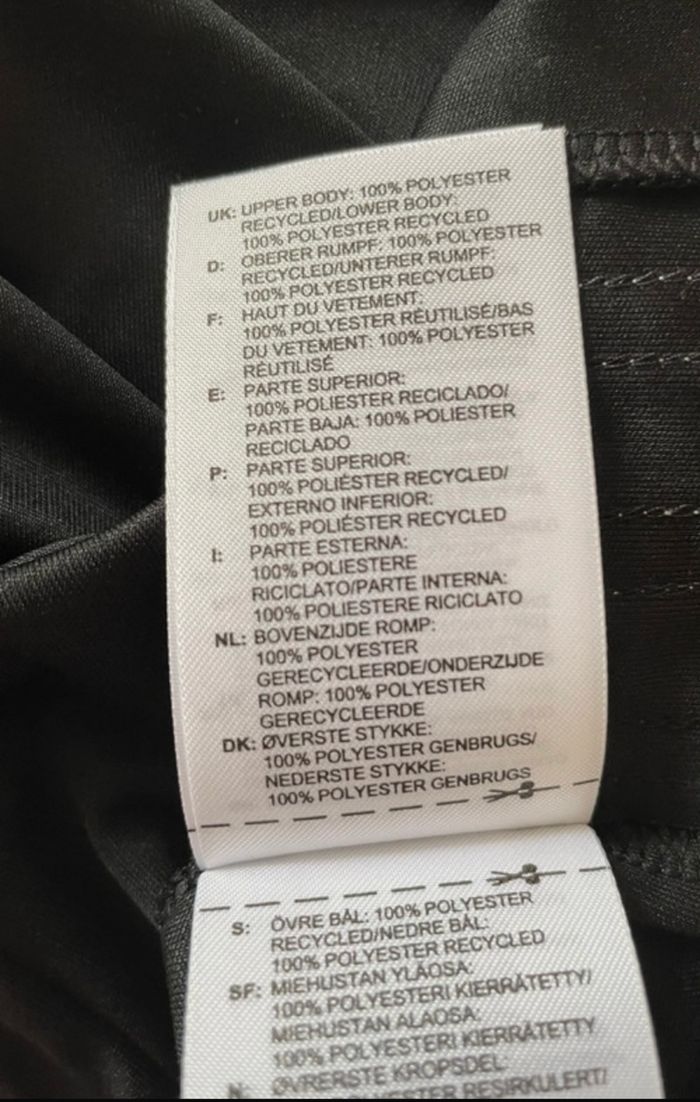 UK: UPPER BODY: 100% POLYESTER
RECYCLED/LOWER BODY:
100% POLYESTER RECYCLED
D: OBERER RUMPF: 100% POLYESTER
RECYCLED/UNTERER RUMPF:
100% POLYESTER RECYCLED
F: HAUT DU VETEMENT:
100% POLYESTER RÉUTILISÉ/BAS
DU VETEMENT: 100% POLYESTER
RÉUTILISÉ
E: PARTE SUPERIOR:
100% POLIESTER RECICLADO/
PARTE BAJA: 100% POLIESTER
RECICLADO
P: PARTE SUPERIOR:
100% POLIÉSTER RECYCLED/
EXTERNO INFERIOR:
100% POLIÉSTER RECYCLED
I: PARTE ESTERNA:
100% POLIESTERE
RICICLATO/PARTE INTERNA:
100% POLIESTERE RICICLATO
NL: BOVENZIJDE ROMP:
100% POLYESTER
GERECYCLEERDE/ONDERZIJDE
ROMP: 100% POLYESTER
GERECYCLEERDE
DK: ØVERSTE STYKKE:
100% POLYESTER GENBRUGS/
NEDERSTE STYKKE:
100% POLYESTER GENBRUGS
S: ÖVRE BÅL: 100% POLYESTER
RECYCLED/NEDRE BÅL:
100% POLYESTER RECYCLED
SF: MIEHUSTAN YLÄOSA:
100% POLYESTERI KIERRÄTETTY/
MIEHUSTAN ALAOSA:
100% POLYESTERI KIERRÄTETTY
N: ØVRERSTE KROPSDEL:
POLYESTER RESIRKULERT/